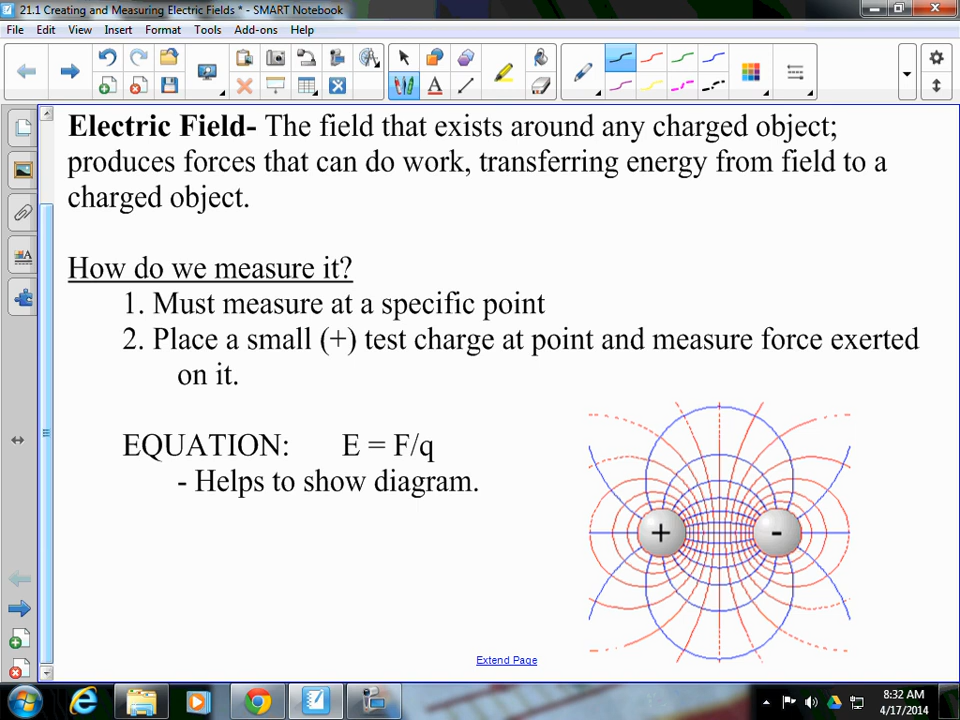 21.1 Creating and Measuring Electric Fields * - SMART Notebook
File Edit View Insert Format Tools Add-ons Help
Electric Field- The field that exists around any charged object;
produces forces that can do work, transferring energy from field to a
charged object.
How do we measure it?
1. Must measure at a specific point
2. Place a small (+) test charge at point and measure force exerted
on it.
EQUATION: E = F/q
- Helps to show diagram.
+ -
Extend Page
8:32 AM
4/17/2014